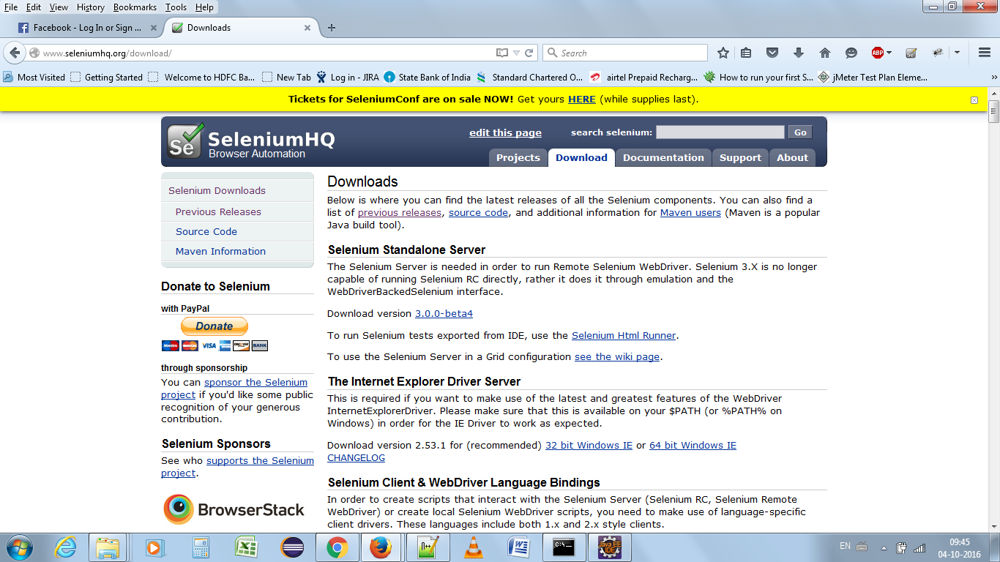 File Edit View History Bookmarks Tools Help
Facebook - Log In or Sign ...
Downloads
www.seleniumhq.org/download/
Search
ABP
Most Visited Getting Started Welcome to HDFC Ba... New Tab Log in - JIRA State Bank of India Standard Chartered O... airtel Prepaid Recharg... How to run your first S... jMeter Test Plan Eleme...
Tickets for SeleniumConf are on sale NOW! Get yours HERE (while supplies last).
Se
SeleniumHQ
Browser Automation
edit this page
search selenium:
Go
Projects Download Documentation Support About
Selenium Downloads
Previous Releases
Source Code
Maven Information
Donate to Selenium
with PayPal
Donate
Maestro MasterCard VISA DISCOVER BANK
through sponsorship
You can sponsor the Selenium
project if you'd like some public
recognition of your generous
contribution.
Selenium Sponsors
See who supports the Selenium
project.
BrowserStack
Downloads
Below is where you can find the latest releases of all the Selenium components. You can also find a
list of previous releases, source code, and additional information for Maven users (Maven is a popular
Java build tool).
Selenium Standalone Server
The Selenium Server is needed in order to run Remote Selenium WebDriver. Selenium 3.X is no longer
capable of running Selenium RC directly, rather it does it through emulation and the
WebDriverBackedSelenium interface.
Download version 3.0.0-beta4
To run Selenium tests exported from IDE, use the Selenium Html Runner.
To use the Selenium Server in a Grid configuration see the wiki page.
The Internet Explorer Driver Server
This is required if you want to make use of the latest and greatest features of the WebDriver
InternetExplorerDriver. Please make sure that this is available on your $PATH (or %PATH% on
Windows) in order for the IE Driver to work as expected.
Download version 2.53.1 for (recommended) 32 bit Windows IE or 64 bit Windows IE
CHANGELOG
Selenium Client & WebDriver Language Bindings
In order to create scripts that interact with the Selenium Server (Selenium RC, Selenium Remote
WebDriver) or create local Selenium WebDriver scripts, you need to make use of language-specific
client drivers. These languages include both 1.x and 2.x style clients.
C:\_
Java EE
IDE
EN
09:45
04-10-2016